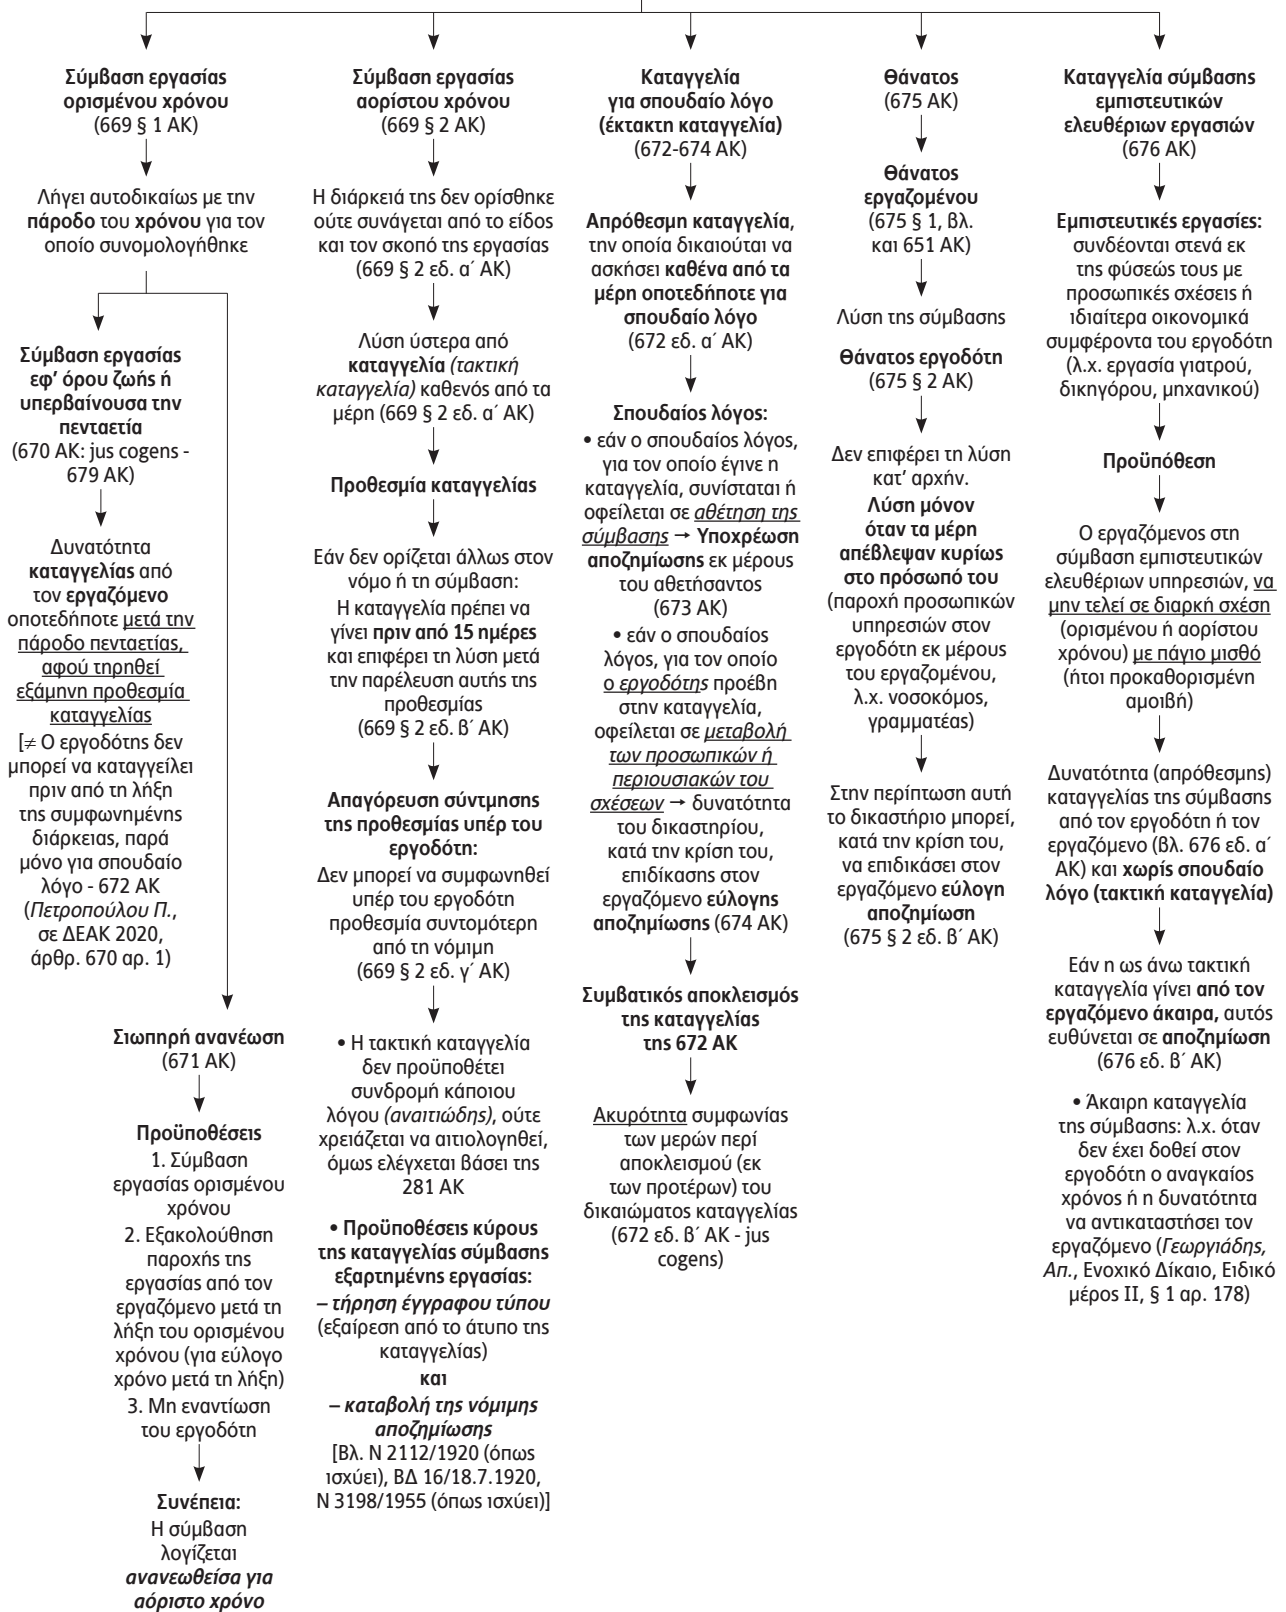 Σύμβαση εργασίας
ορισμένου χρόνου
(669 § 1 ΑΚ)
Λήγει αυτοδικαίως με την
πάροδο του χρόνου για τον
οποίο συνομολογήθηκε
Σύμβαση εργασίας
εφ’ όρου ζωής ή
υπερβαίνουσα την
πενταετία
(670 ΑΚ: jus cogens -
679 ΑΚ)
Δυνατότητα
καταγγελίας από
τον εργαζόμενο
οποτεδήποτε μετά την
πάροδο πενταετίας,
αφού τηρηθεί
εξάμηνη προθεσμία
καταγγελίας
[≠ Ο εργοδότης δεν
μπορεί να καταγγείλει
πριν από τη λήξη
της συμφωνημένης
διάρκειας, παρά
μόνο για σπουδαίο
λόγο - 672 ΑΚ
(Πετροπούλου Π.,
σε ΔΕΑΚ 2020,
άρθρ. 670 αρ. 1)
Σιωπηρή ανανέωση
(671 ΑΚ)
Προϋποθέσεις
1. Σύμβαση
εργασίας ορισμένου
χρόνου
2. Εξακολούθηση
παροχής της
εργασίας από τον
εργαζόμενο μετά τη
λήξη του ορισμένου
χρόνου (για εύλογο
χρόνο μετά τη λήξη)
3. Μη εναντίωση
του εργοδότη
Συνέπεια:
Η σύμβαση
λογίζεται
ανανεωθείσα για
αόριστο χρόνο
Σύμβαση εργασίας
αορίστου χρόνου
(669 § 2 ΑΚ)
Η διάρκειά της δεν ορίσθηκε
ούτε συνάγεται από το είδος
και τον σκοπό της εργασίας
(669 § 2 εδ. α΄ ΑΚ)
Λύση ύστερα από
καταγγελία (τακτική
καταγγελία) καθενός από τα
μέρη (669 § 2 εδ. α΄ ΑΚ)
Προθεσμία καταγγελίας
Εάν δεν ορίζεται άλλως στον
νόμο ή τη σύμβαση:
Η καταγγελία πρέπει να
γίνει πριν από 15 ημέρες
και επιφέρει τη λύση μετά
την παρέλευση αυτής της
προθεσμίας
(669 § 2 εδ. β΄ ΑΚ)
Απαγόρευση σύντμησης
της προθεσμίας υπέρ του
εργοδότη:
Δεν μπορεί να συμφωνηθεί
υπέρ του εργοδότη
προθεσμία συντομότερη
από τη νόμιμη
(669 § 2 εδ. γ΄ ΑΚ)
• Η τακτική καταγγελία
δεν προϋποθέτει
συνδρομή κάποιου
λόγου (αναιτιώδης), ούτε
χρειάζεται να αιτιολογηθεί,
όμως ελέγχεται βάσει της
281 ΑΚ
• Προϋποθέσεις κύρους
της καταγγελίας σύμβασης
εξαρτημένης εργασίας:
– τήρηση έγγραφου τύπου
(εξαίρεση από το άτυπο της
καταγγελίας)
και
– καταβολή της νόμιμης
αποζημίωσης
[Βλ. Ν 2112/1920 (όπως
ισχύει), ΒΔ 16/18.7.1920,
Ν 3198/1955 (όπως ισχύει)]
Καταγγελία
για σπουδαίο λόγο
(έκτακτη καταγγελία)
(672-674 ΑΚ)
Απρόθεσμη καταγγελία,
την οποία δικαιούται να
ασκήσει καθένα από τα
μέρη οποτεδήποτε για
σπουδαίο λόγο
(672 εδ. α΄ ΑΚ)
Σπουδαίος λόγος:
• εάν ο σπουδαίος λόγος,
για τον οποίο έγινε η
καταγγελία, συνίσταται ή
οφείλεται σε αθέτηση της
σύμβασης → Υποχρέωση
αποζημίωσης εκ μέρους
του αθετήσαντος
(673 ΑΚ)
• εάν ο σπουδαίος
λόγος, για τον οποίο
ο εργοδότης προέβη
στην καταγγελία,
οφείλεται σε μεταβολή
των προσωπικών ή
περιουσιακών του
σχέσεων → δυνατότητα
του δικαστηρίου,
κατά την κρίση του,
επιδίκασης στον
εργαζόμενο εύλογης
αποζημίωσης (674 ΑΚ)
Συμβατικός αποκλεισμός
της καταγγελίας
της 672 ΑΚ
Ακυρότητα συμφωνίας
των μερών περί
αποκλεισμού (εκ
των προτέρων) του
δικαιώματος καταγγελίας
(672 εδ. β΄ ΑΚ - jus
cogens)
Θάνατος
(675 ΑΚ)
Θάνατος
εργαζομένου
(675 § 1, βλ.
και 651 ΑΚ)
Λύση της σύμβασης
Θάνατος εργοδότη
(675 § 2 ΑΚ)
Δεν επιφέρει τη λύση
κατ’ αρχήν.
Λύση μόνον
όταν τα μέρη
απέβλεψαν κυρίως
στο πρόσωπό του
(παροχή προσωπικών
υπηρεσιών στον
εργοδότη εκ μέρους
του εργαζομένου,
λ.χ. νοσοκόμος,
γραμματέας)
Στην περίπτωση αυτή
το δικαστήριο μπορεί,
κατά την κρίση του,
να επιδικάσει στον
εργαζόμενο εύλογη
αποζημίωση
(675 § 2 εδ. β΄ ΑΚ)
Καταγγελία σύμβασης
εμπιστευτικών
ελευθέριων εργασιών
(676 ΑΚ)
Εμπιστευτικές εργασίες:
συνδέονται στενά εκ
της φύσεώς τους με
προσωπικές σχέσεις ή
ιδιαίτερα οικονομικά
συμφέροντα του εργοδότη
(λ.χ. εργασία γιατρού,
δικηγόρου, μηχανικού)
Προϋπόθεση
Ο εργαζόμενος στη
σύμβαση εμπιστευτικών
ελευθέριων υπηρεσιών, να
μην τελεί σε διαρκή σχέση
(ορισμένου ή αορίστου
χρόνου) με πάγιο μισθό
(ήτοι προκαθορισμένη
αμοιβή)
Δυνατότητα (απρόθεσμης)
καταγγελίας της σύμβασης
από τον εργοδότη ή τον
εργαζόμενο (βλ. 676 εδ. α΄
ΑΚ) και χωρίς σπουδαίο
λόγο (τακτική καταγγελία)
Εάν η ως άνω τακτική
καταγγελία γίνει από τον
εργαζόμενο άκαιρα, αυτός
ευθύνεται σε αποζημίωση
(676 εδ. β΄ ΑΚ)
• Άκαιρη καταγγελία
της σύμβασης: λ.χ. όταν
δεν έχει δοθεί στον
εργοδότη ο αναγκαίος
χρόνος ή η δυνατότητα
να αντικαταστήσει τον
εργαζόμενο (Γεωργιάδης,
Απ., Ενοχικό Δίκαιο, Ειδικό
μέρος ΙΙ, § 1 αρ. 178)